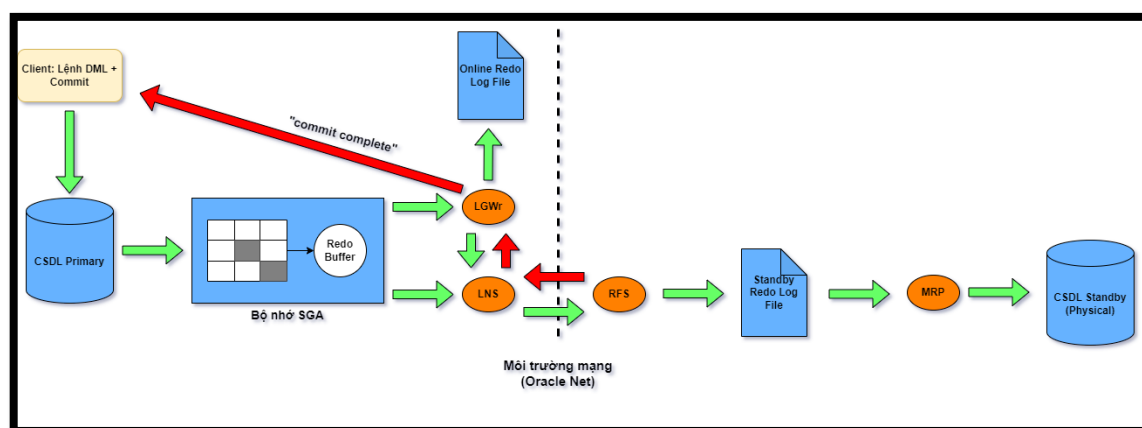 Client: Lệnh DML +
Commit
Online Redo
Log File
"commit complete"
LGWr
CSDL Primary
Redo
Buffer
Bộ nhớ SGA
LNS
RFS
Standby
Redo Log
File
MRP
CSDL Standby
(Physical)
Môi trường mạng
(Oracle Net)